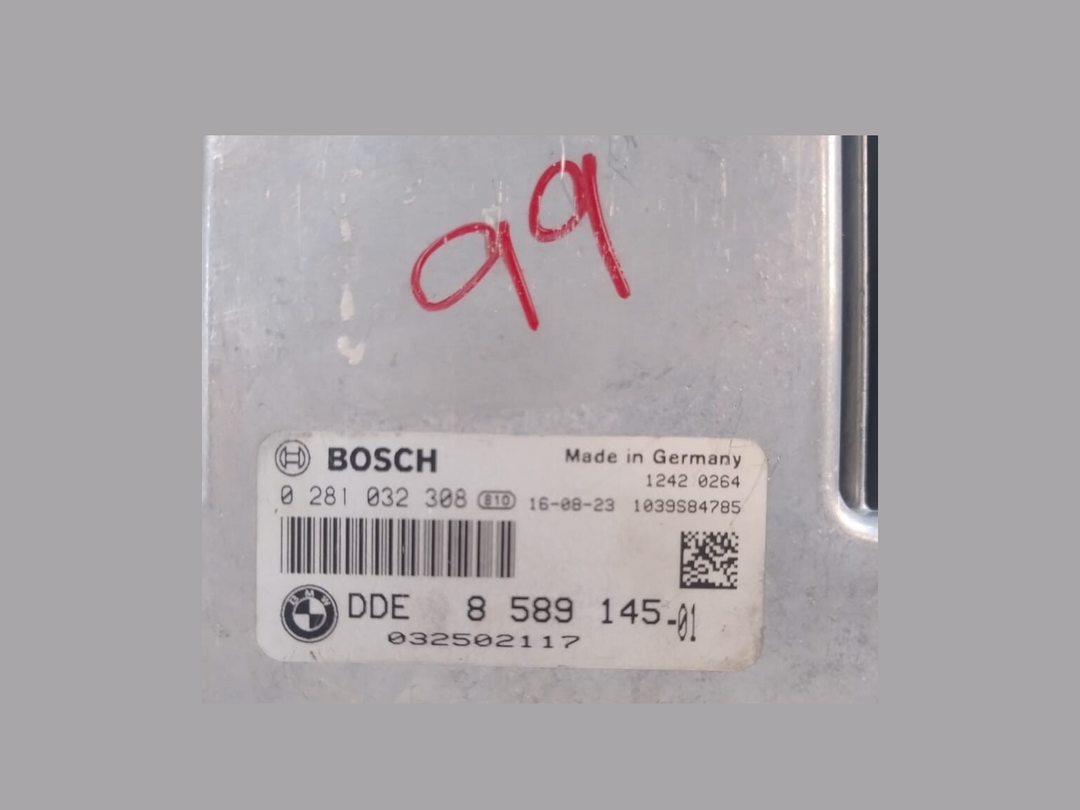 99
BOSCH
Made in Germany
1242 0264
0 281 032 308 810 16-08-23 1039S84785
BMW
DDE 8 589 145-01
032502117